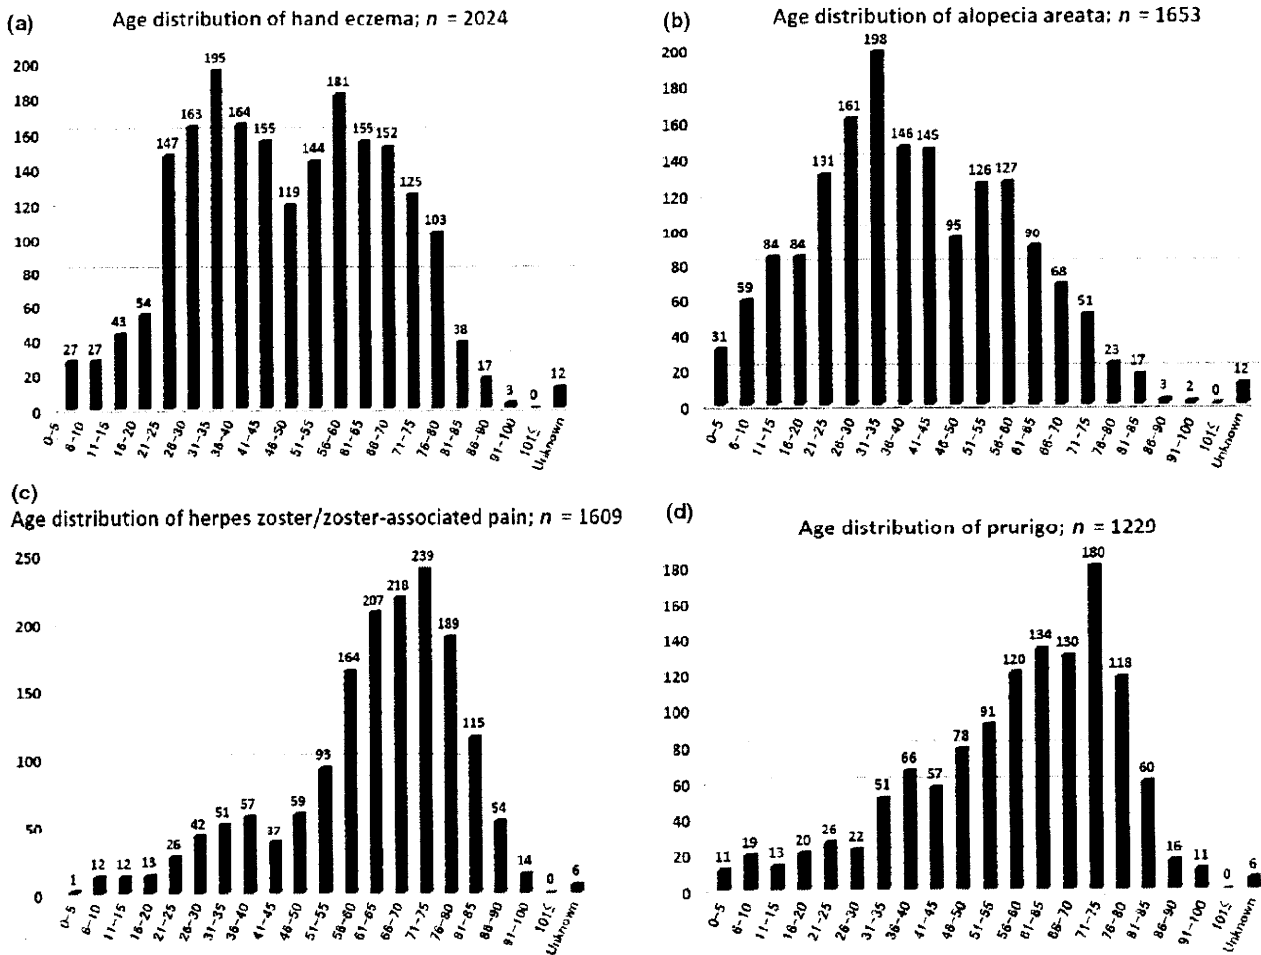 (a) Age distribution of hand eczema; n = 2024
200
180
160
140
120
100
80
60
40
20
0
27 27 43 54 147 163 195 164 155 119 144 181 155 152 125 103 38 17 3 0 12
0-5 6-10 11-15 16-20 21-25 26-30 31-35 36-40 41-45 46-50 51-55 56-60 61-65 66-70 71-75 76-80 81-85 86-90 91-100 101≤ Unknown
(b) Age distribution of alopecia areata; n = 1653
200
180
160
140
120
100
80
60
40
20
0
31 59 84 84 131 161 198 146 145 95 126 127 90 68 51 23 17 3 2 0 12
0-5 6-10 11-15 16-20 21-25 26-30 31-35 36-40 41-45 46-50 51-55 56-60 61-65 66-70 71-75 76-80 81-85 86-90 91-100 101≤ Unknown
(c)
Age distribution of herpes zoster/zoster-associated pain; n = 1609
250
200
150
100
50
0
1 12 12 13 26 42 51 57 37 59 93 164 207 218 239 189 115 54 14 0 6
0-5 6-10 11-15 16-20 21-25 26-30 31-35 36-40 41-45 46-50 51-55 56-60 61-65 66-70 71-75 76-80 81-85 86-90 91-100 101≤ Unknown
(d)
Age distribution of prurigo; n = 1229
180
160
140
120
100
80
60
40
20
0
11 19 13 20 26 22 51 66 57 78 91 120 134 130 180 118 60 16 11 0 6
0-5 6-10 11-15 16-20 21-25 26-30 31-35 36-40 41-45 46-50 51-55 56-60 61-65 66-70 71-75 76-80 81-85 86-90 91-100 101≤ Unknown